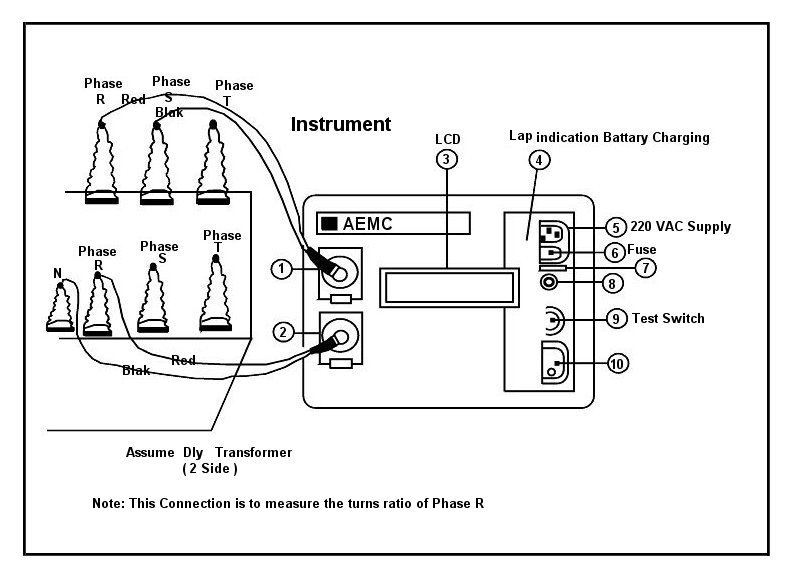 Phase
R
Red
Phase
S
Blak
Phase
T
Instrument
LCD
3
Lap indication Battary Charging
4
AEMC
5 220 VAC Supply
6 Fuse
7
8
9 Test Switch
10
1
2
N
Phase
R
Phase
S
Phase
T
Red
Blak
Assume Dly Transformer
( 2 Side )
Note: This Connection is to measure the turns ratio of Phase R